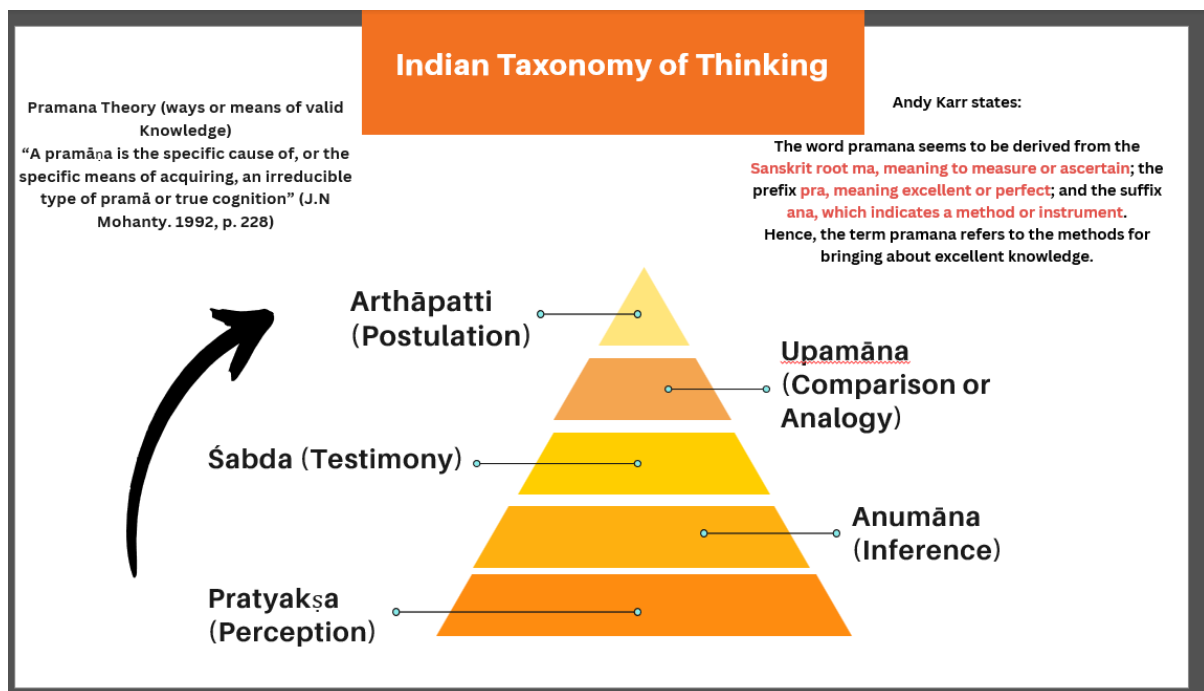 Indian Taxonomy of Thinking
Pramana Theory (ways or means of valid
Knowledge)
“A pramāṇa is the specific cause of, or the
specific means of acquiring, an irreducible
type of pramā or true cognition” (J.N
Mohanty. 1992, p. 228)
Andy Karr states:
The word pramana seems to be derived from the
Sanskrit root ma, meaning to measure or ascertain; the
prefix pra, meaning excellent or perfect; and the suffix
ana, which indicates a method or instrument.
Hence, the term pramana refers to the methods for
bringing about excellent knowledge.
Arthāpatti
(Postulation)
Upamāna
(Comparison or
Analogy)
Śabda (Testimony)
Anumāna
(Inference)
Pratyakṣa
(Perception)